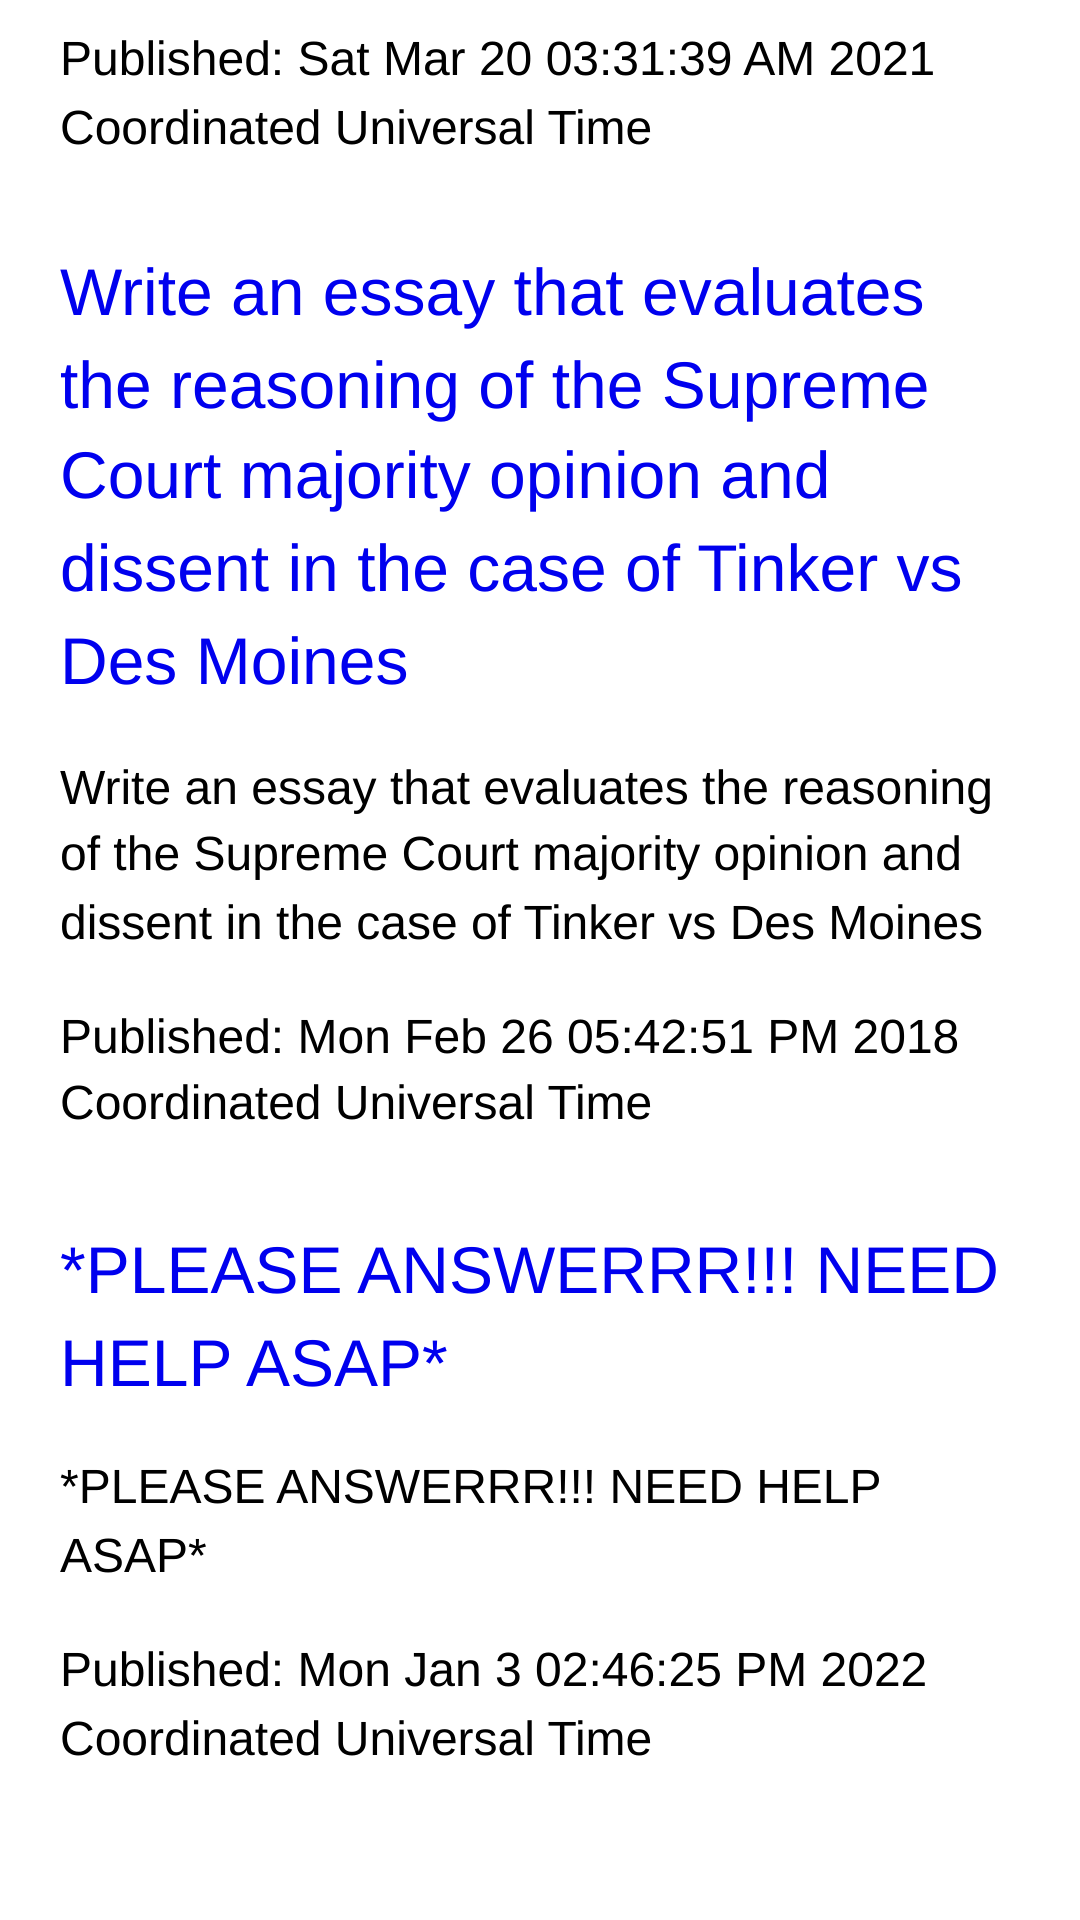 Published: Sat Mar 20 03:31:39 AM 2021
Coordinated Universal Time
Write an essay that evaluates
the reasoning of the Supreme
Court majority opinion and
dissent in the case of Tinker vs
Des Moines
Write an essay that evaluates the reasoning
of the Supreme Court majority opinion and
dissent in the case of Tinker vs Des Moines
Published: Mon Feb 26 05:42:51 PM 2018
Coordinated Universal Time
*PLEASE ANSWERRR!!! NEED
HELP ASAP*
*PLEASE ANSWERRR!!! NEED HELP
ASAP*
Published: Mon Jan 3 02:46:25 PM 2022
Coordinated Universal Time